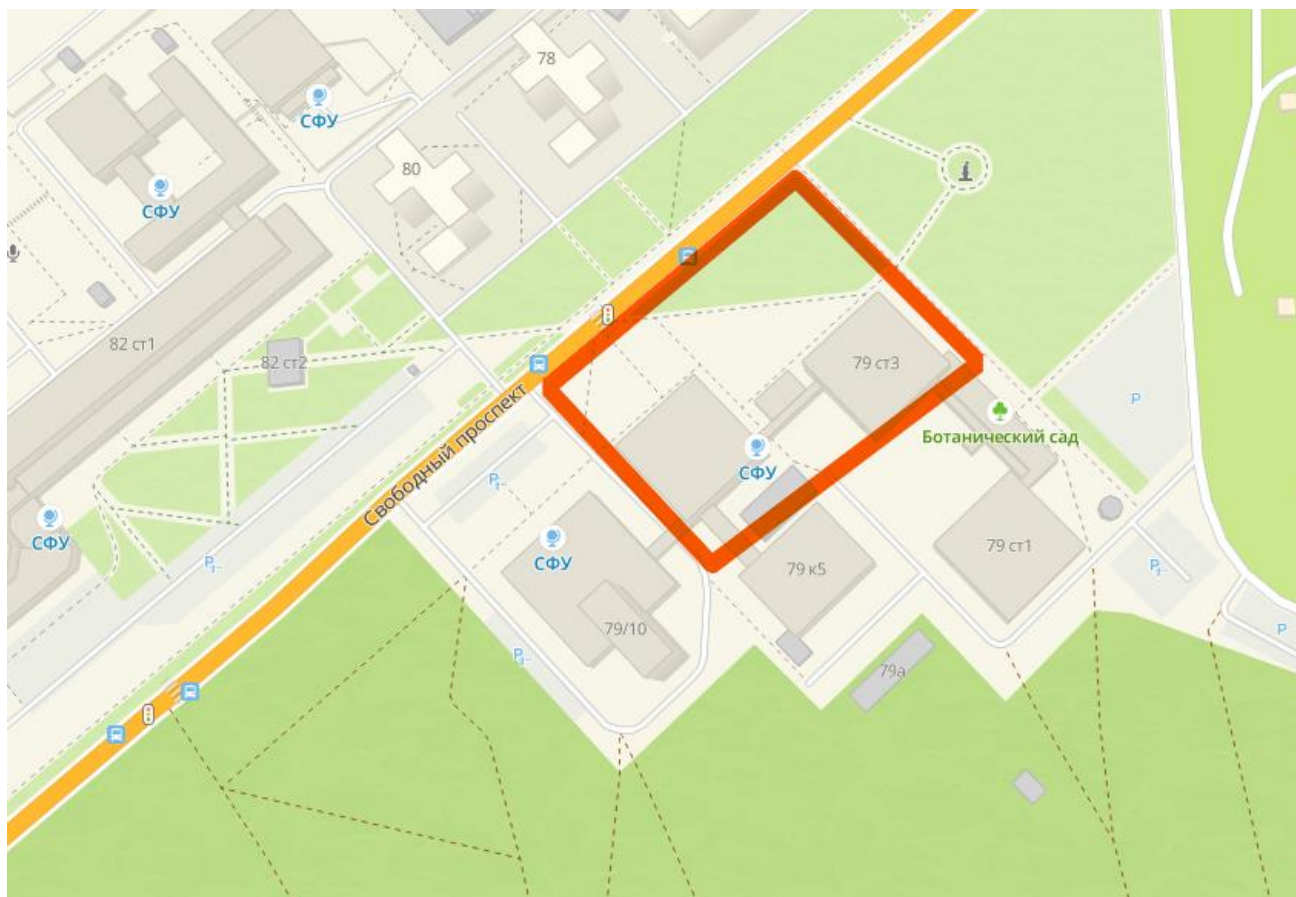 78
СФУ
80
СФУ
82 ст1
82 ст2
79 ст3
P
Свободный проспект
Ботанический сад
СФУ
P
СФУ
СФУ
79 ст1
P
P
79 к5
79/10
P
P
79а